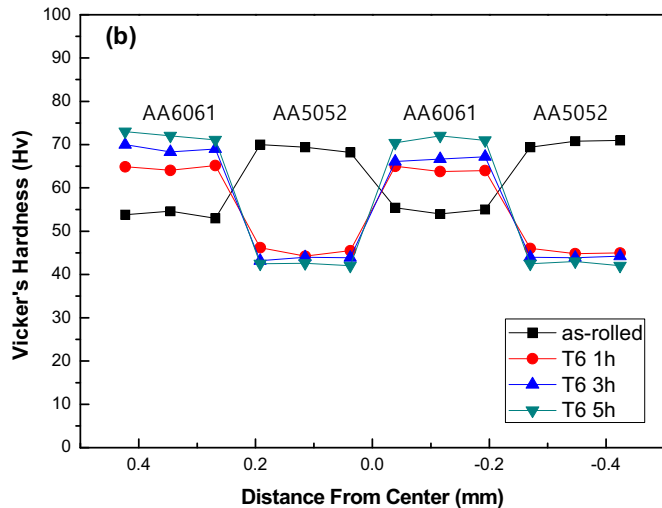 (b)
AA6061 AA5052 AA6061 AA5052
100
90
80
70
60
50
40
30
20
10
0
Vicker's Hardness (Hv)
as-rolled
T6 1h
T6 3h
T6 5h
0.4 0.2 0.0 -0.2 -0.4
Distance From Center (mm)